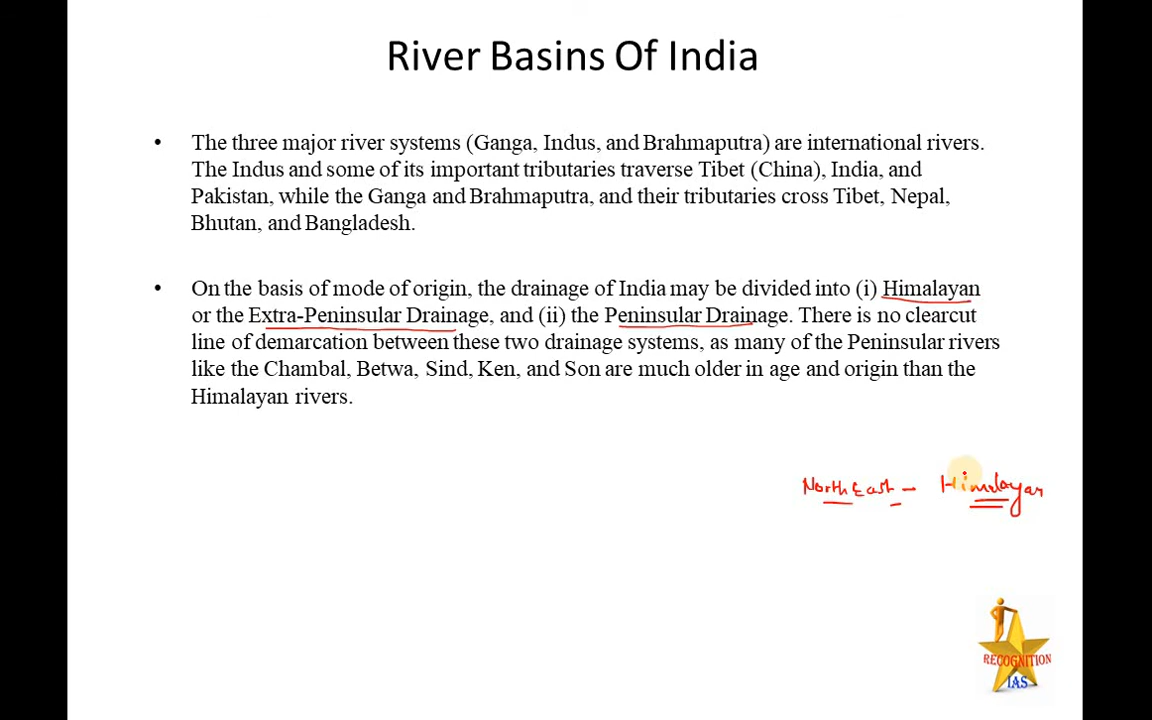 River Basins Of India
• The three major river systems (Ganga, Indus, and Brahmaputra) are international rivers.
The Indus and some of its important tributaries traverse Tibet (China), India, and
Pakistan, while the Ganga and Brahmaputra, and their tributaries cross Tibet, Nepal,
Bhutan, and Bangladesh.
• On the basis of mode of origin, the drainage of India may be divided into (i) Himalayan
or the Extra-Peninsular Drainage, and (ii) the Peninsular Drainage. There is no clearcut
line of demarcation between these two drainage systems, as many of the Peninsular rivers
like the Chambal, Betwa, Sind, Ken, and Son are much older in age and origin than the
Himalayan rivers.
North East - Himalayan
RECOGNITION
IAS